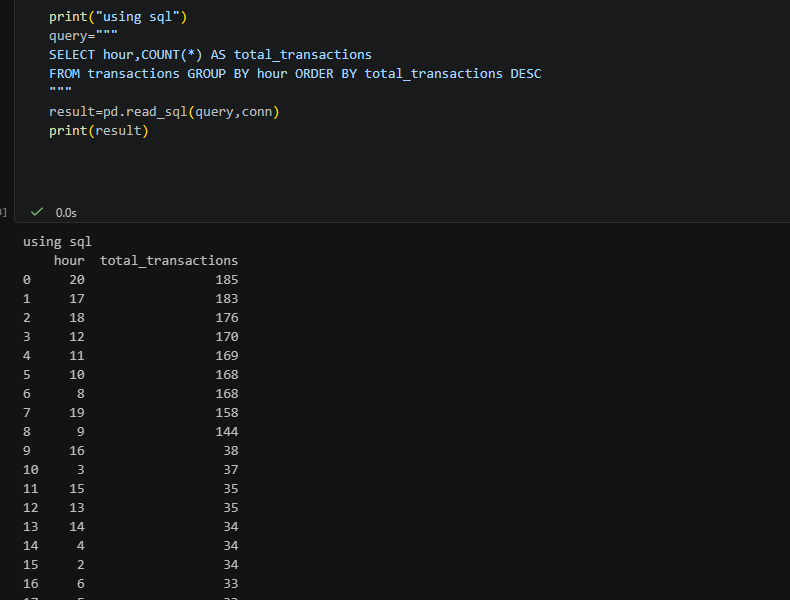 print("using sql")
query="""
SELECT hour,COUNT(*) AS total_transactions
FROM transactions GROUP BY hour ORDER BY total_transactions DESC
"""
result=pd.read_sql(query,conn)
print(result)
]
0.0s
using sql
hour total_transactions
0 20 185
1 17 183
2 18 176
3 12 170
4 11 169
5 10 168
6 8 168
7 19 158
8 9 144
9 16 38
10 3 37
11 15 35
12 13 35
13 14 34
14 4 34
15 2 34
16 6 33